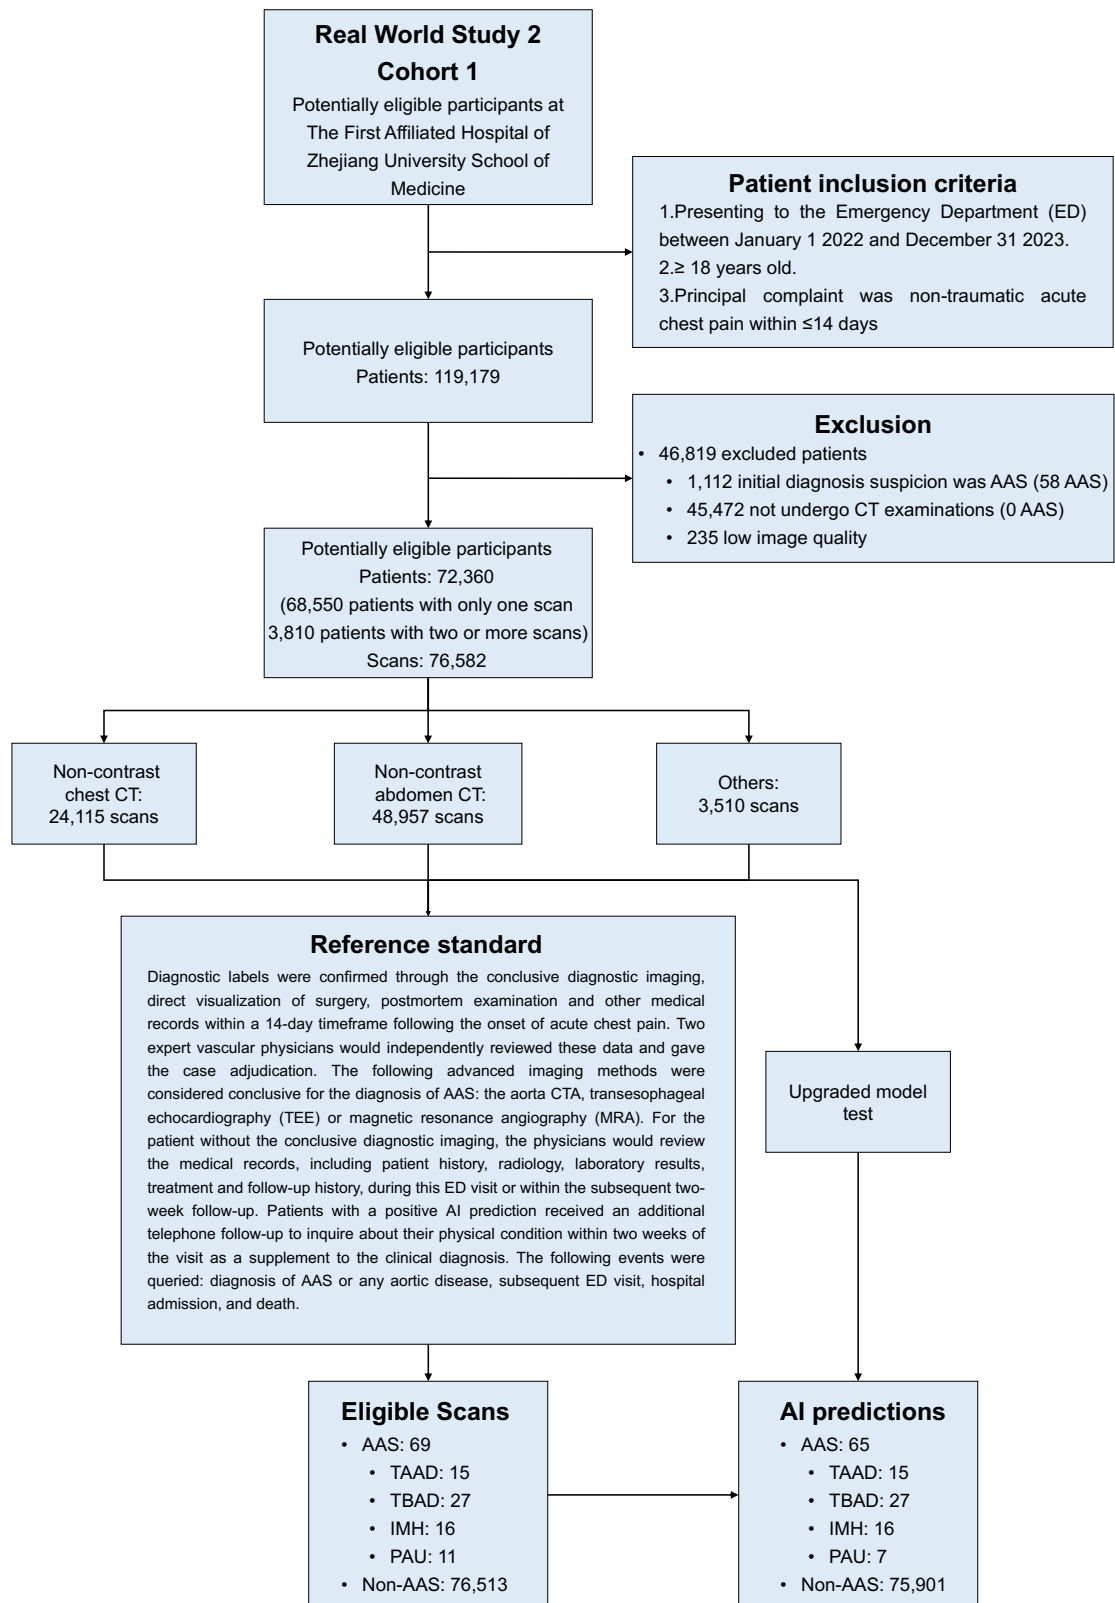 Real World Study 2
Cohort 1
Potentially eligible participants at
The First Affiliated Hospital of
Zhejiang University School of
Medicine
Patient inclusion criteria
1.Presenting to the Emergency Department (ED)
between January 1 2022 and December 31 2023.
2.≥ 18 years old.
3.Principal complaint was non-traumatic acute
chest pain within ≤14 days
Potentially eligible participants
Patients: 119,179
Exclusion
• 46,819 excluded patients
• 1,112 initial diagnosis suspicion was AAS (58 AAS)
• 45,472 not undergo CT examinations (0 AAS)
• 235 low image quality
Potentially eligible participants
Patients: 72,360
(68,550 patients with only one scan
3,810 patients with two or more scans)
Scans: 76,582
Non-contrast
chest CT:
24,115 scans
Non-contrast
abdomen CT:
48,957 scans
Others:
3,510 scans
Reference standard
Diagnostic labels were confirmed through the conclusive diagnostic imaging,
direct visualization of surgery, postmortem examination and other medical
records within a 14-day timeframe following the onset of acute chest pain. Two
expert vascular physicians would independently reviewed these data and gave
the case adjudication. The following advanced imaging methods were
considered conclusive for the diagnosis of AAS: the aorta CTA, transesophageal
echocardiography (TEE) or magnetic resonance angiography (MRA). For the
patient without the conclusive diagnostic imaging, the physicians would review
the medical records, including patient history, radiology, laboratory results,
treatment and follow-up history, during this ED visit or within the subsequent two-
week follow-up. Patients with a positive AI prediction received an additional
telephone follow-up to inquire about their physical condition within two weeks of
the visit as a supplement to the clinical diagnosis. The following events were
queried: diagnosis of AAS or any aortic disease, subsequent ED visit, hospital
admission, and death.
Upgraded model
test
Eligible Scans
• AAS: 69
• TAAD: 15
• TBAD: 27
• IMH: 16
• PAU: 11
• Non-AAS: 76,513
AI predictions
• AAS: 65
• TAAD: 15
• TBAD: 27
• IMH: 16
• PAU: 7
• Non-AAS: 75,901